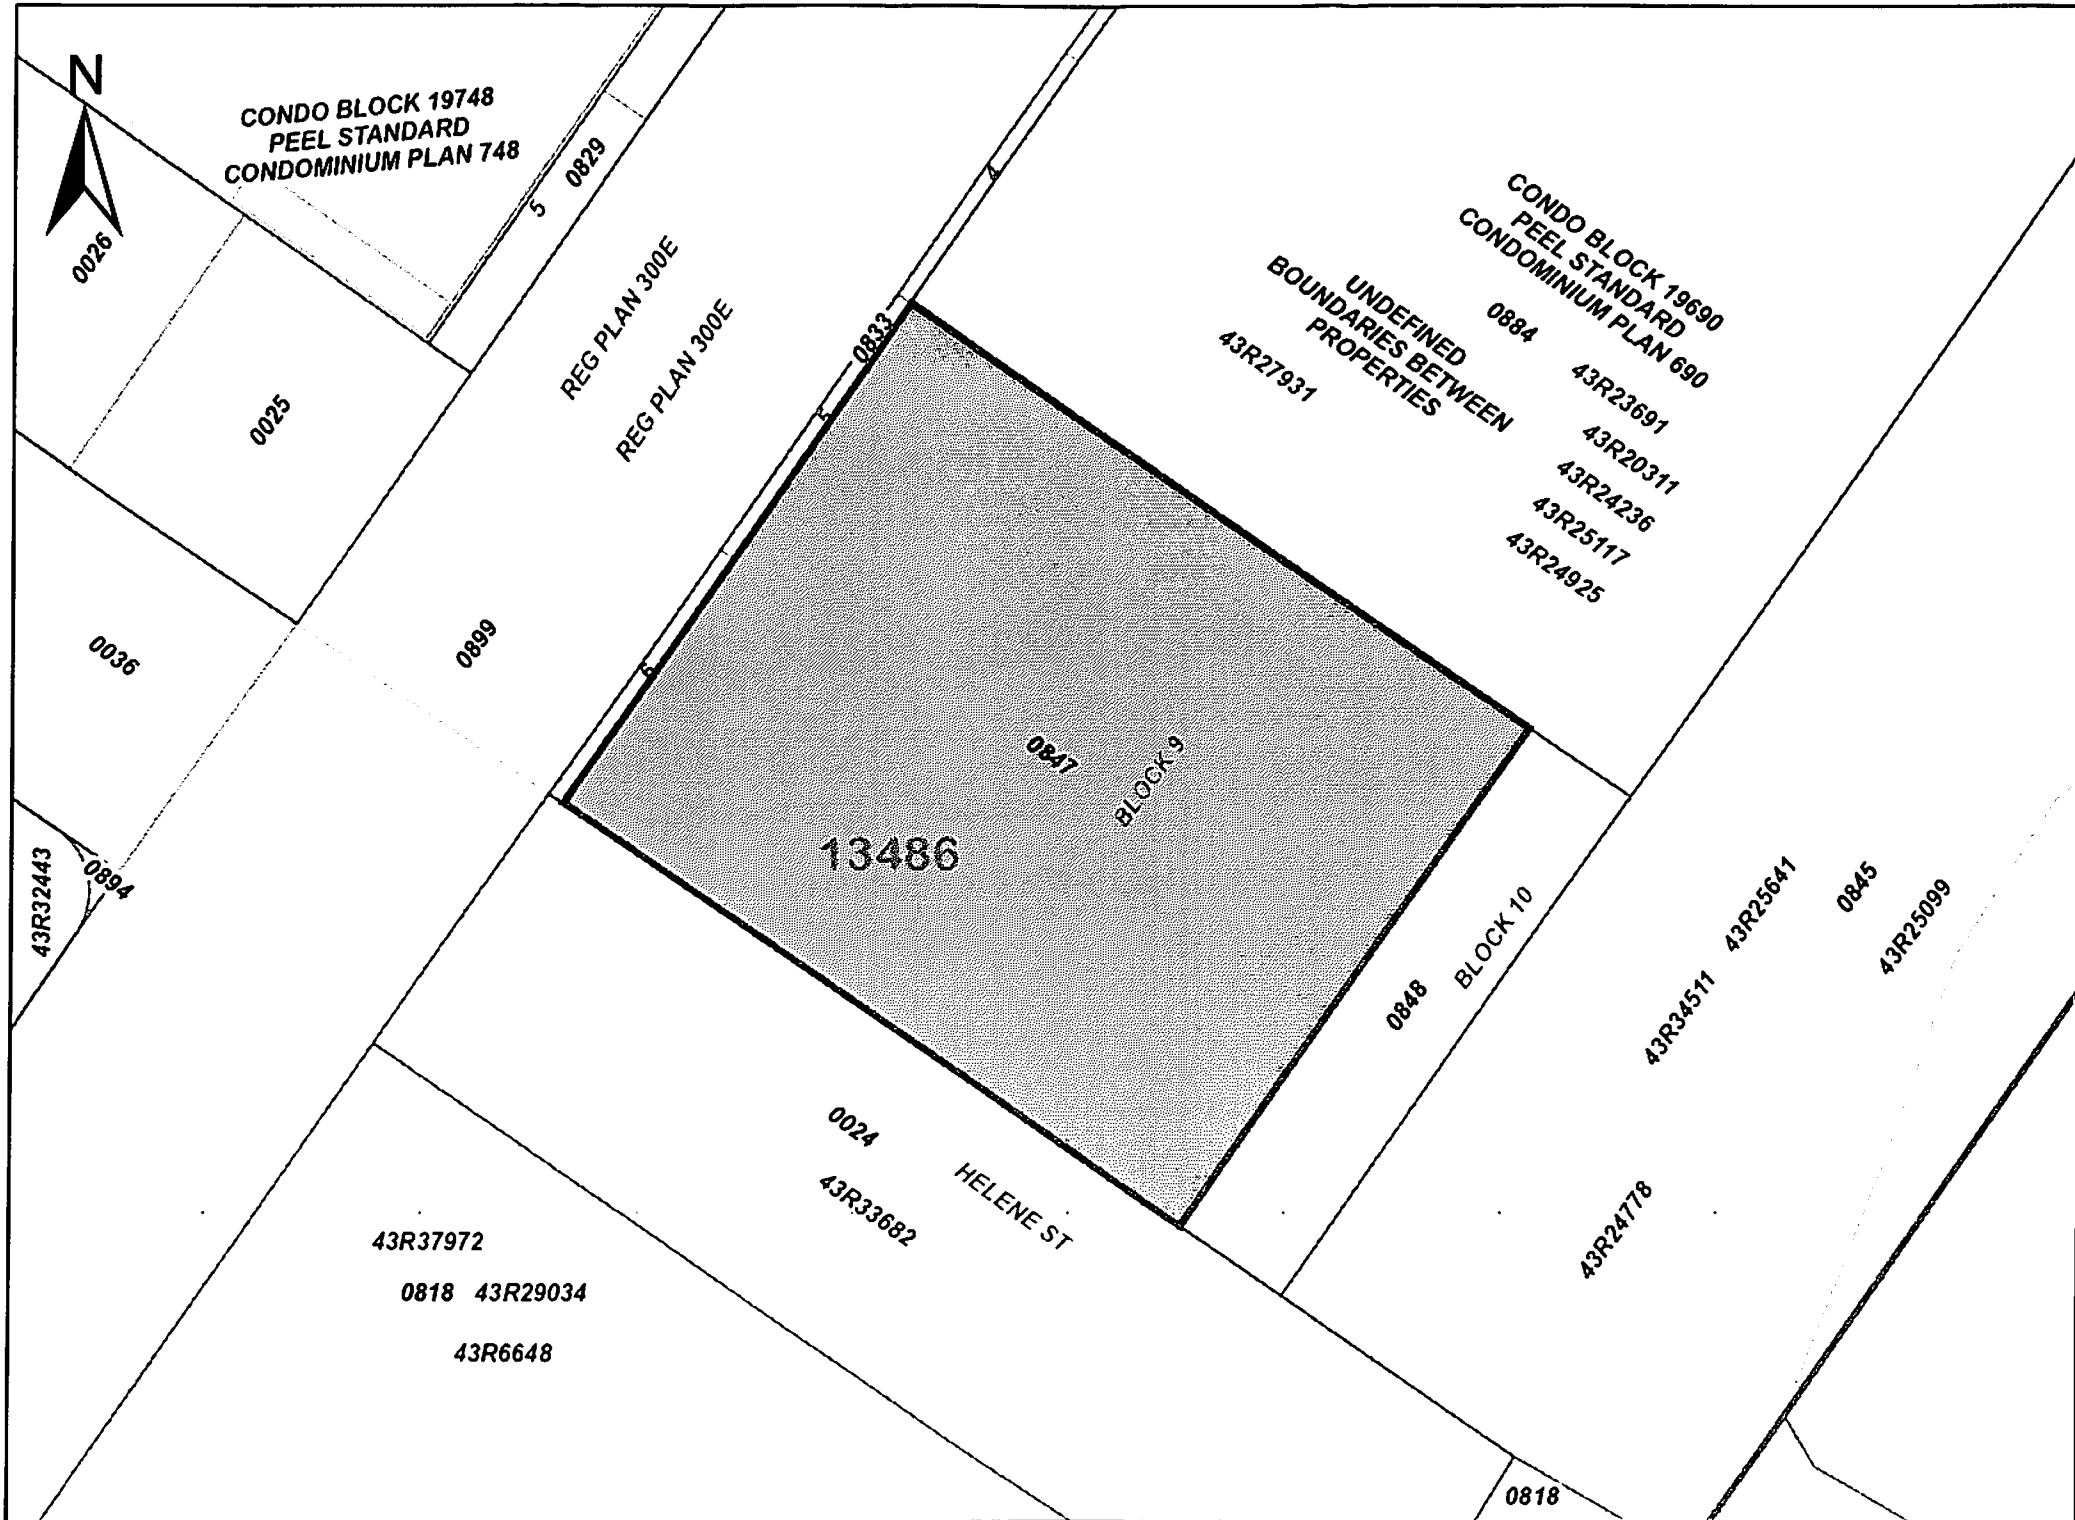 N
CONDO BLOCK 19748
PEEL STANDARD
CONDOMINIUM PLAN 748
0829
5
4
0026
REG PLAN 300E
REG PLAN 300E
CONDO BLOCK 19690
PEEL STANDARD
CONDOMINIUM PLAN 690
0884
UNDEFINED
BOUNDARIES BETWEEN
PROPERTIES
43R27931
43R23691
43R20311
43R24236
43R25117
43R24925
0833
5
0025
0899
6
0036
0847
BLOCK 9
13486
0894
43R32443
0848
BLOCK 10
43R25641
0845
43R25099
43R34511
0024
HELENE ST
43R33682
43R24778
43R37972
0818 43R29034
43R6648
0818